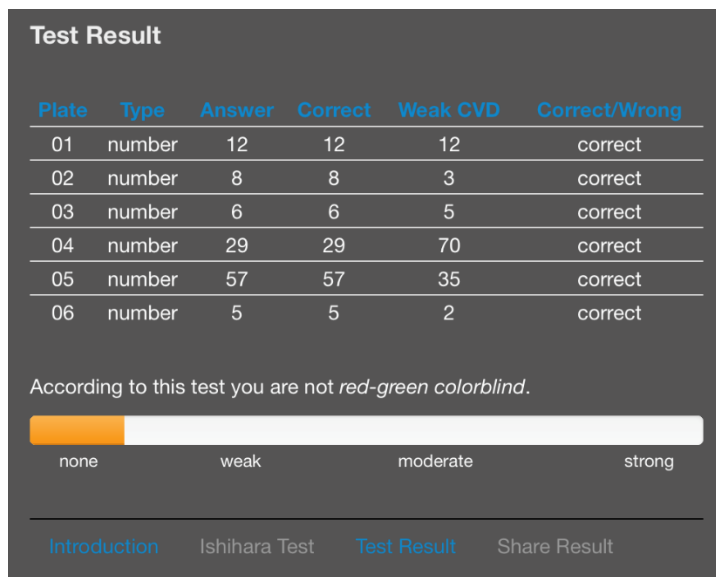 Test Result
Plate Type Answer Correct Weak CVD Correct/Wrong
01 number 12 12 12 correct
02 number 8 8 3 correct
03 number 6 6 5 correct
04 number 29 29 70 correct
05 number 57 57 35 correct
06 number 5 5 2 correct
According to this test you are not red-green colorblind.
none weak moderate strong
Introduction Ishihara Test Test Result Share Result